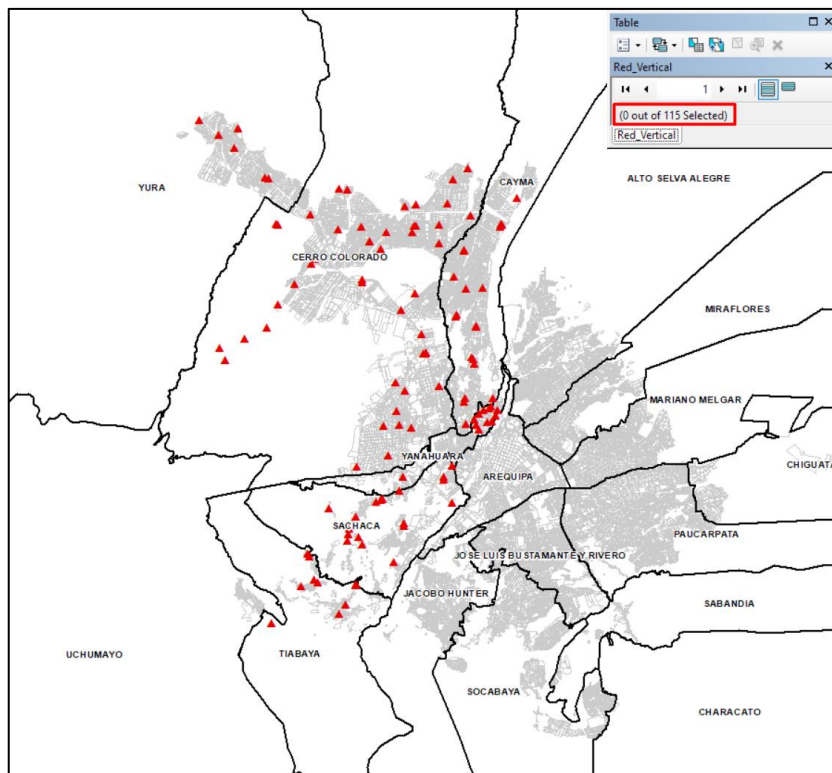 Table
Red_Vertical
1
(0 out of 115 Selected)
Red_Vertical
CAYMA
ALTO SELVA ALEGRE
YURA
CERRO COLORADO
MIRAFLORES
MARIANO MELGAR
YANAHUARA
CHIGUATA
AREQUIPA
SACHACA
PAUCARPATA
JOSE LUIS BUSTAMANTE Y RIVERO
JACOBO HUNTER
SABANDIA
UCHUMAYO
TIABAYA
SOCABAYA
CHARACATO